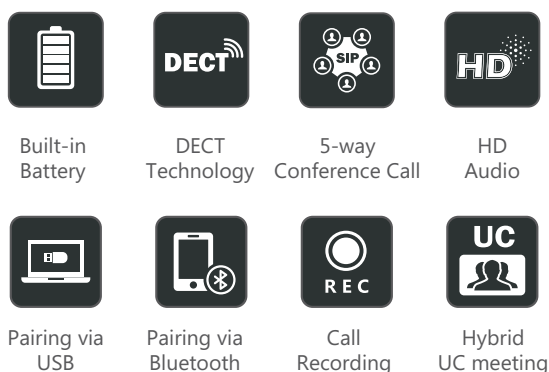 DECT
SIP
HD
Built-in
Battery
DECT
Technology
5-way
Conference Call
HD
Audio
REC
UC
Pairing via
USB
Pairing via
Bluetooth
Call
Recording
Hybrid
UC meeting